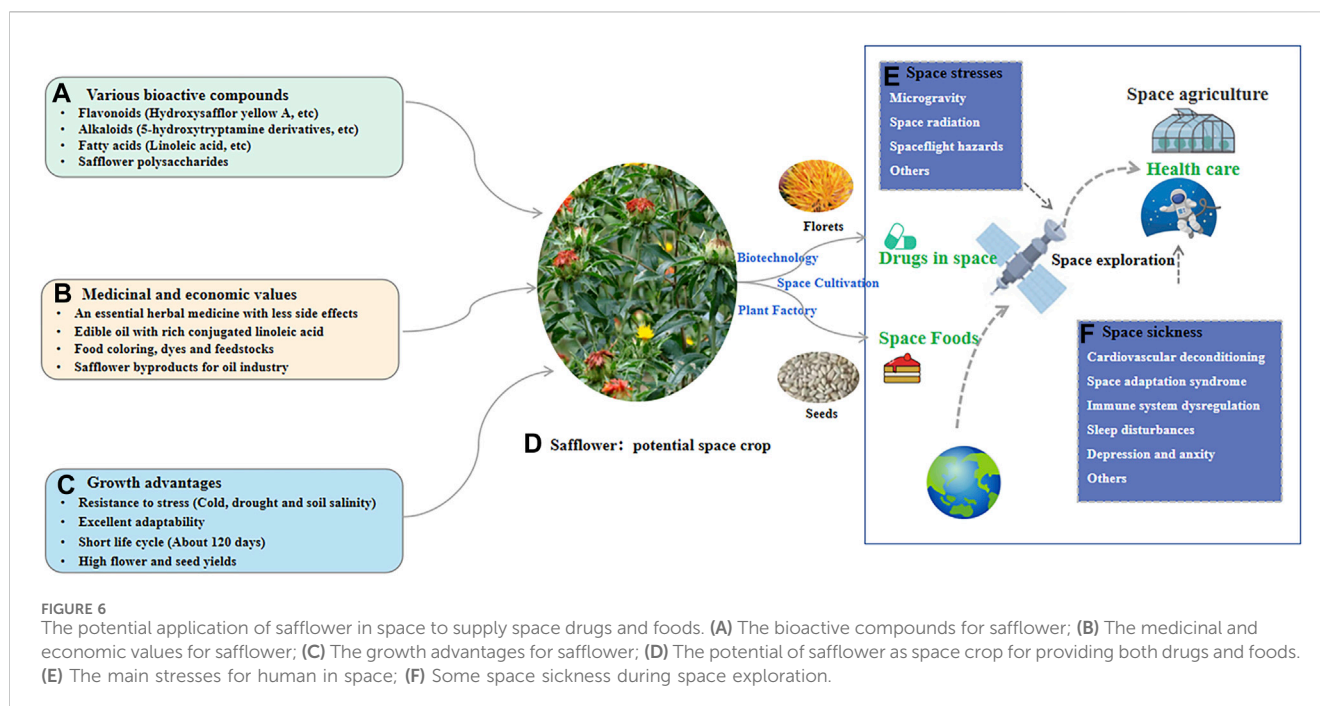 A Various bioactive compounds
• Flavonoids (Hydroxysafflor yellow A, etc)
• Alkaloids (5-hydroxytryptamine derivatives, etc)
• Fatty acids (Linoleic acid, etc)
• Safflower polysaccharides
B Medicinal and economic values
• An essential herbal medicine with less side effects
• Edible oil with rich conjugated linoleic acid
• Food coloring, dyes and feedstocks
• Safflower byproducts for oil industry
C Growth advantages
• Resistance to stress (Cold, drought and soil salinity)
• Excellent adaptability
• Short life cycle (About 120 days)
• High flower and seed yields
D Safflower: potential space crop
Florets
Biotechnology
Space Cultivation
Plant Factory
Seeds
Drugs in space
Space Foods
E Space stresses
Microgravity
Space radiation
Spaceflight hazards
Others
Space agriculture
Health care
Space exploration
F Space sickness
Cardiovascular deconditioning
Space adaptation syndrome
Immune system dysregulation
Sleep disturbances
Depression and anxity
Others
FIGURE 6
The potential application of safflower in space to supply space drugs and foods. (A) The bioactive compounds for safflower; (B) The medicinal and
economic values for safflower; (C) The growth advantages for safflower; (D) The potential of safflower as space crop for providing both drugs and foods.
(E) The main stresses for human in space; (F) Some space sickness during space exploration.